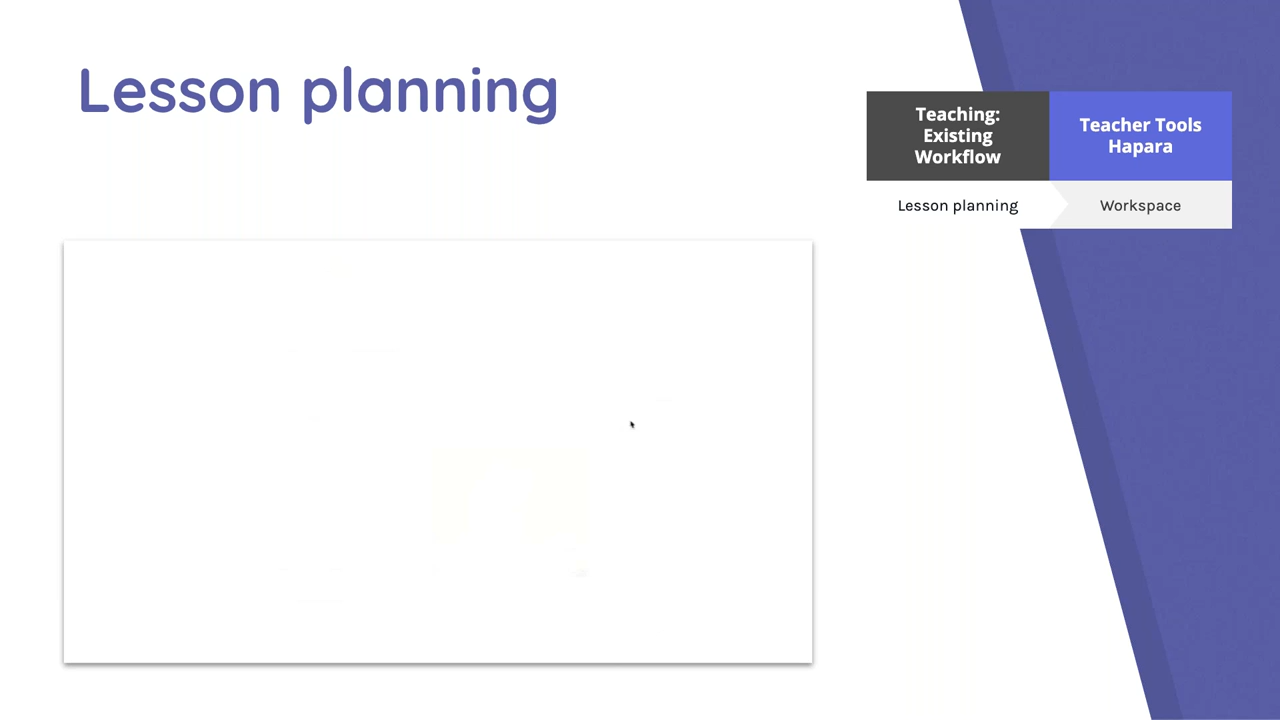 Lesson planning
Teaching:
Existing
Workflow
Teacher Tools
Hapara
Lesson planning
Workspace